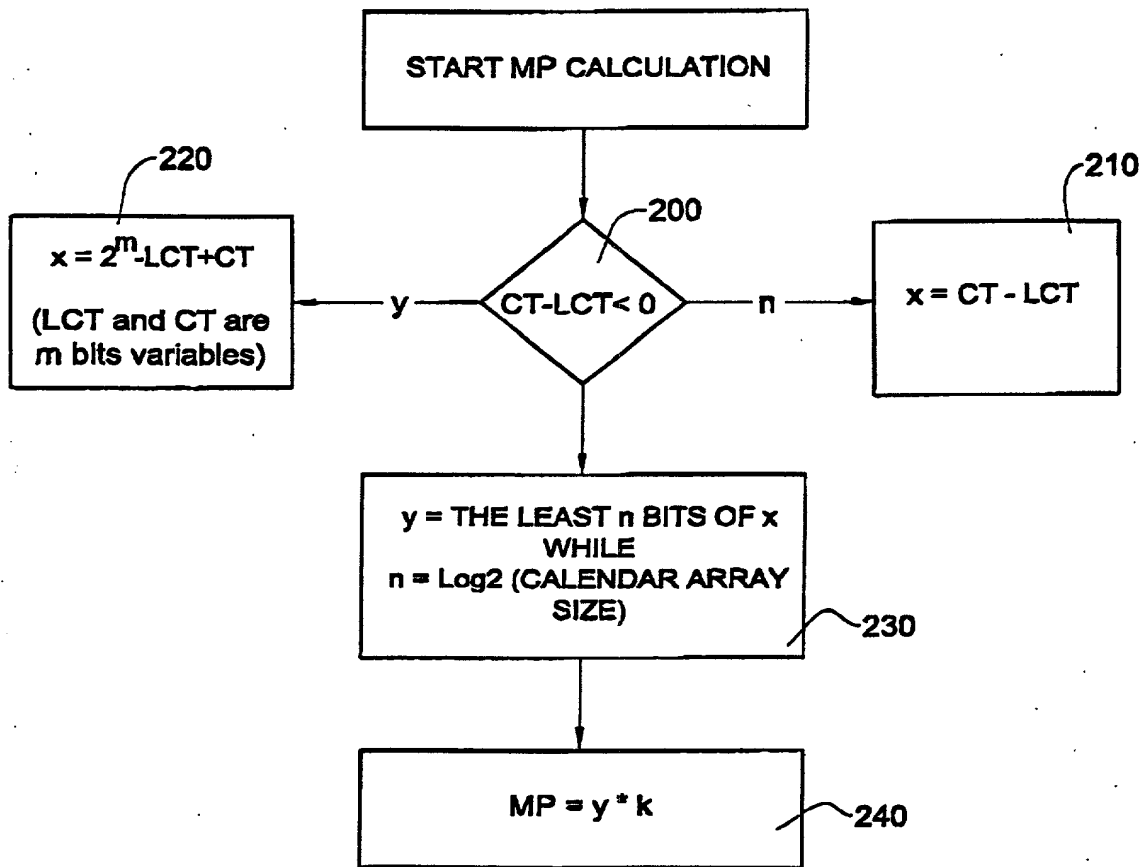 START MP CALCULATION
220
x = 2^m-LCT+CT
(LCT and CT are
m bits variables)
200
CT-LCT< 0
y
n
210
x = CT - LCT
y = THE LEAST n BITS OF x
WHILE
n = Log2 (CALENDAR ARRAY
SIZE)
230
MP = y * k
240